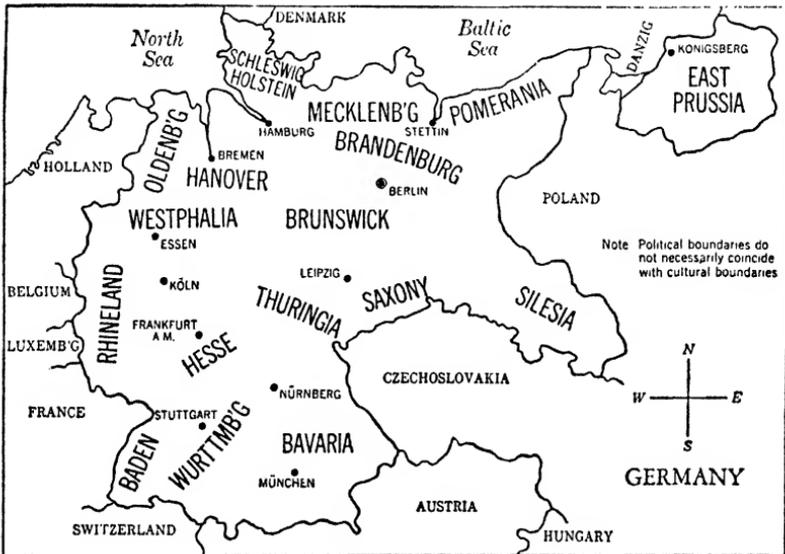 DENMARK
North
Sea
Baltic
Sea
DANZIG
KONIGSBERG
EAST
PRUSSIA
SCHLESWIG
HOLSTEIN
MECKLENB'G
POMERANIA
HAMBURG
STETTIN
OLDENB'G
BRANDENBURG
HOLLAND
BREMEN
HANOVER
BERLIN
POLAND
WESTPHALIA
BRUNSWICK
ESSEN
Note Political boundaries do
not necessarily coincide
with cultural boundaries
BELGIUM
RHINELAND
KÖLN
LEIPZIG
THURINGIA
SAXONY
SILESIA
LUXEMB'G
FRANKFURT
A M.
HESSE
CZECHOSLOVAKIA
N
W
E
S
FRANCE
NÜRNBERG
STUTTGART
BADEN
WURTTMB'G
BAVARIA
MÜNCHEN
GERMANY
AUSTRIA
SWITZERLAND
HUNGARY